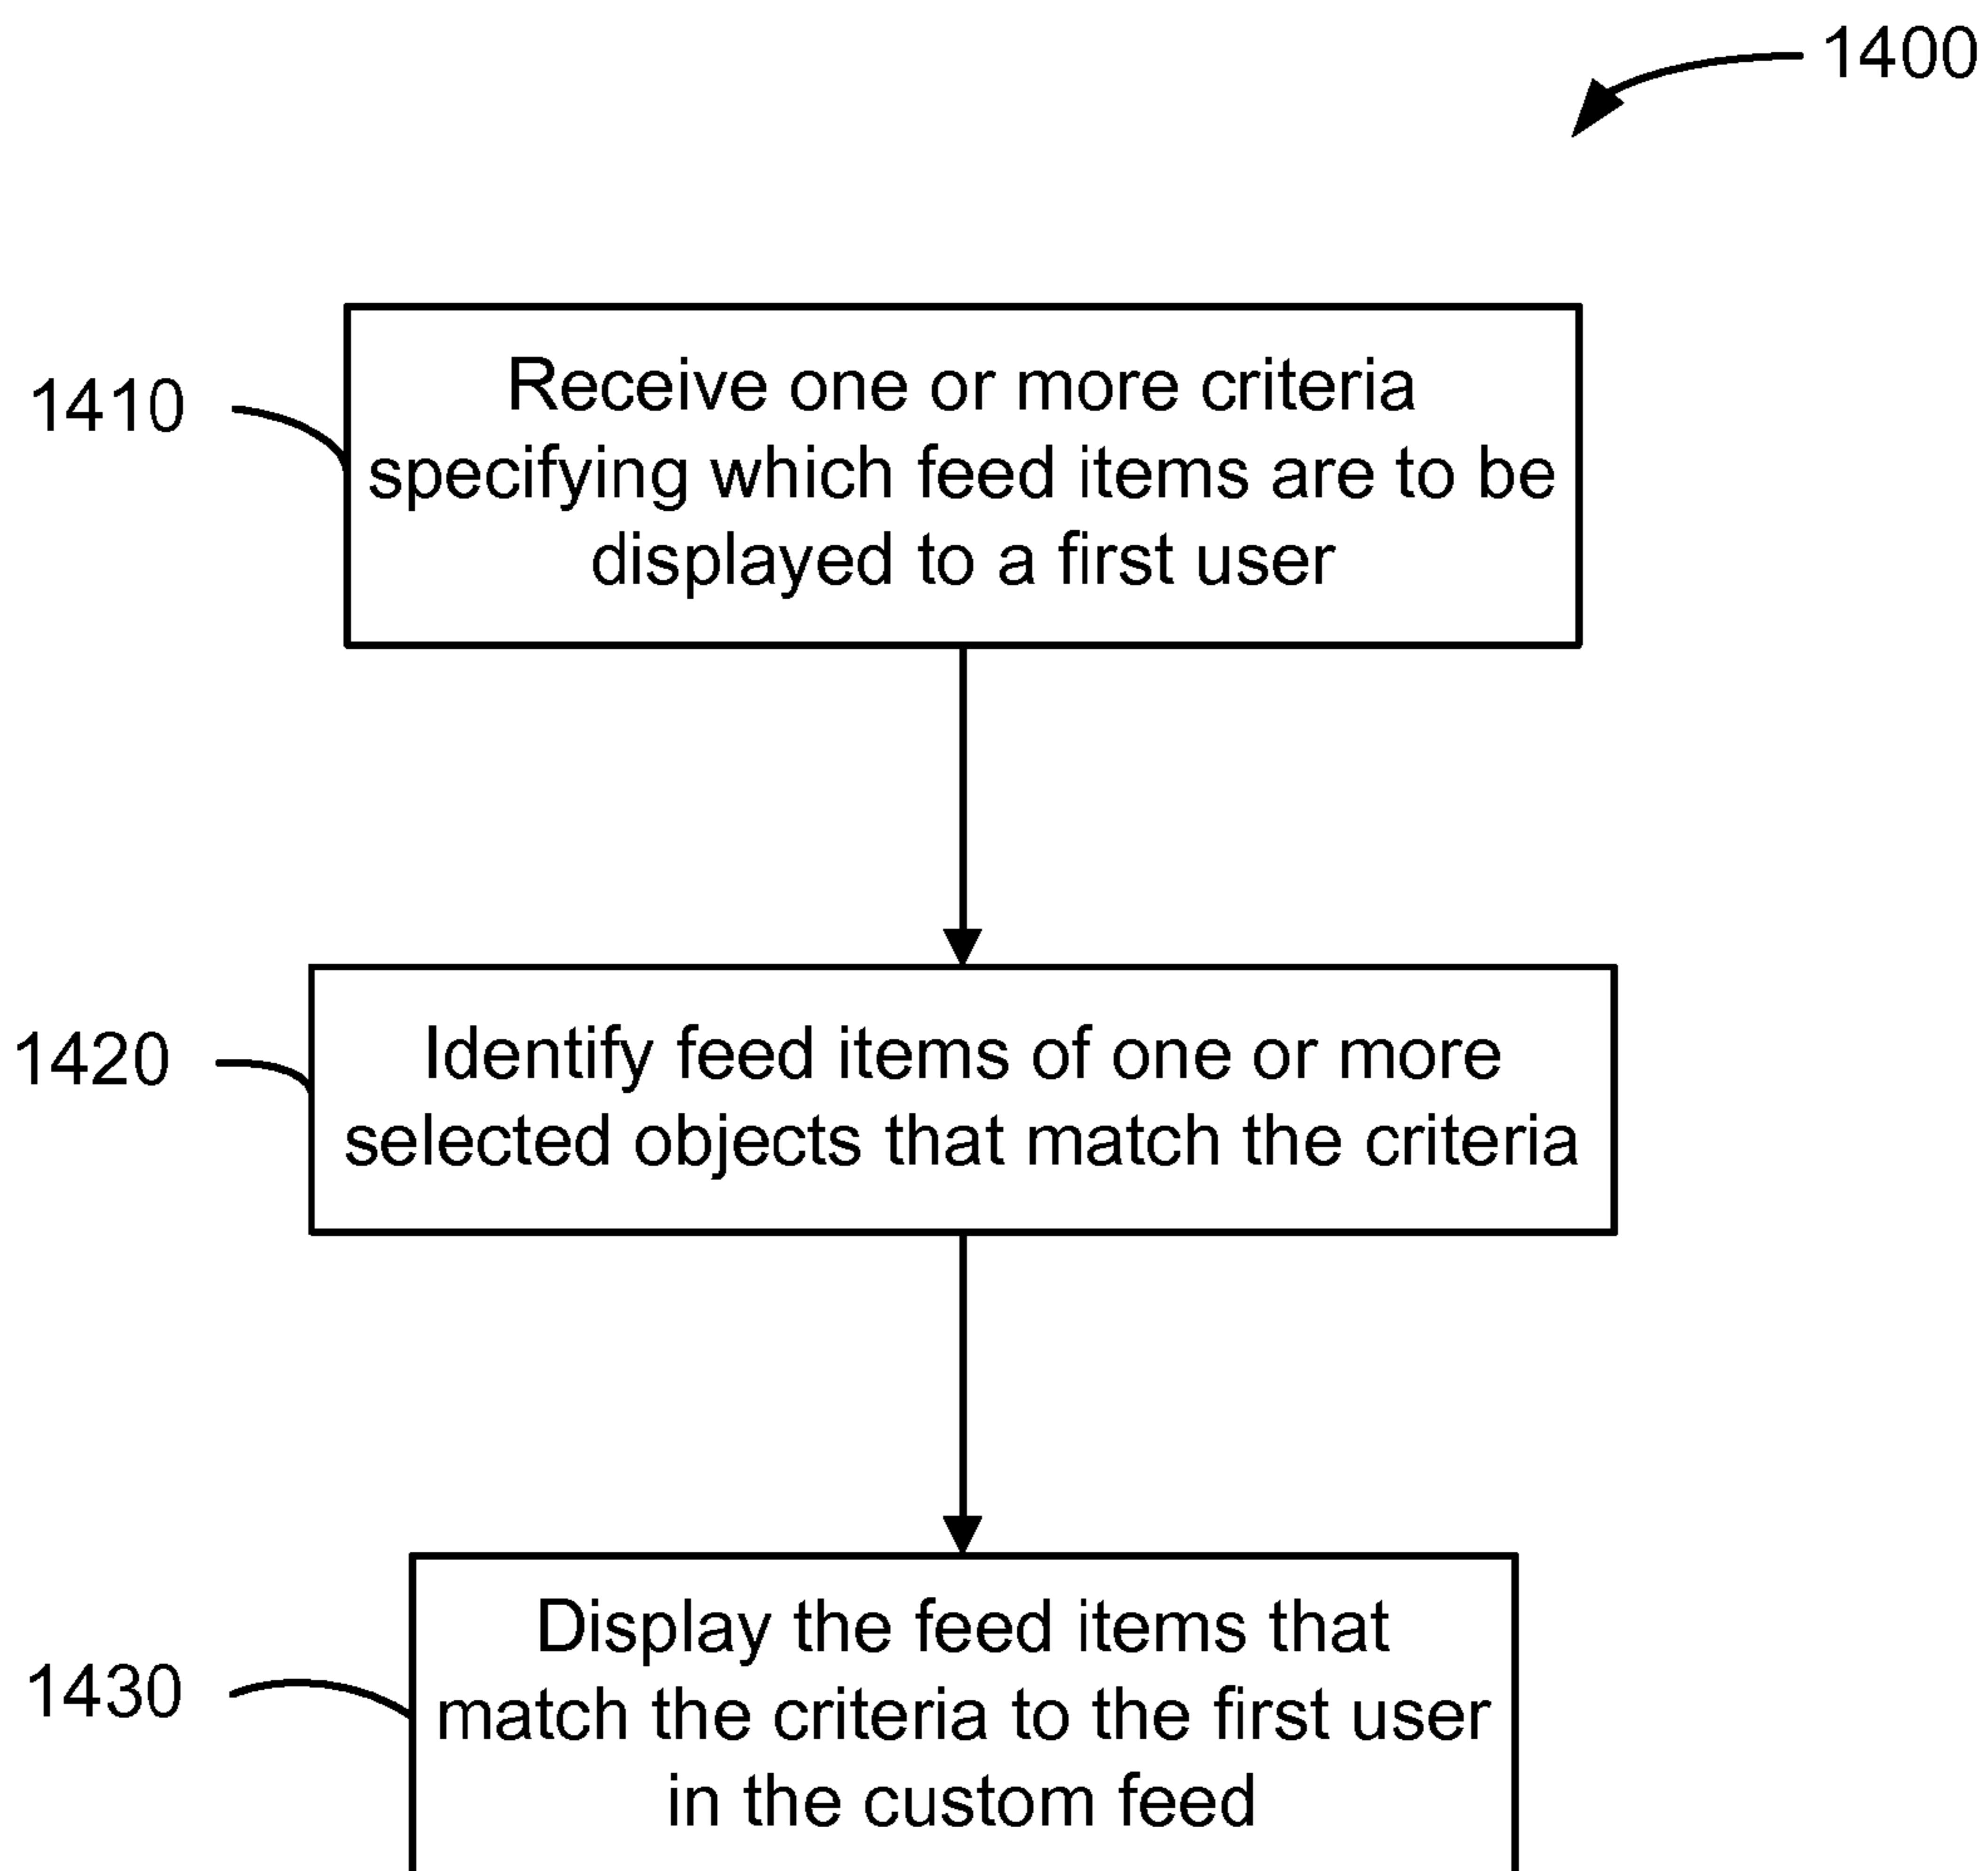 1400
1410
Receive one or more criteria
specifying which feed items are to be
displayed to a first user
1420
Identify feed items of one or more
selected objects that match the criteria
1430
Display the feed items that
match the criteria to the first user
in the custom feed